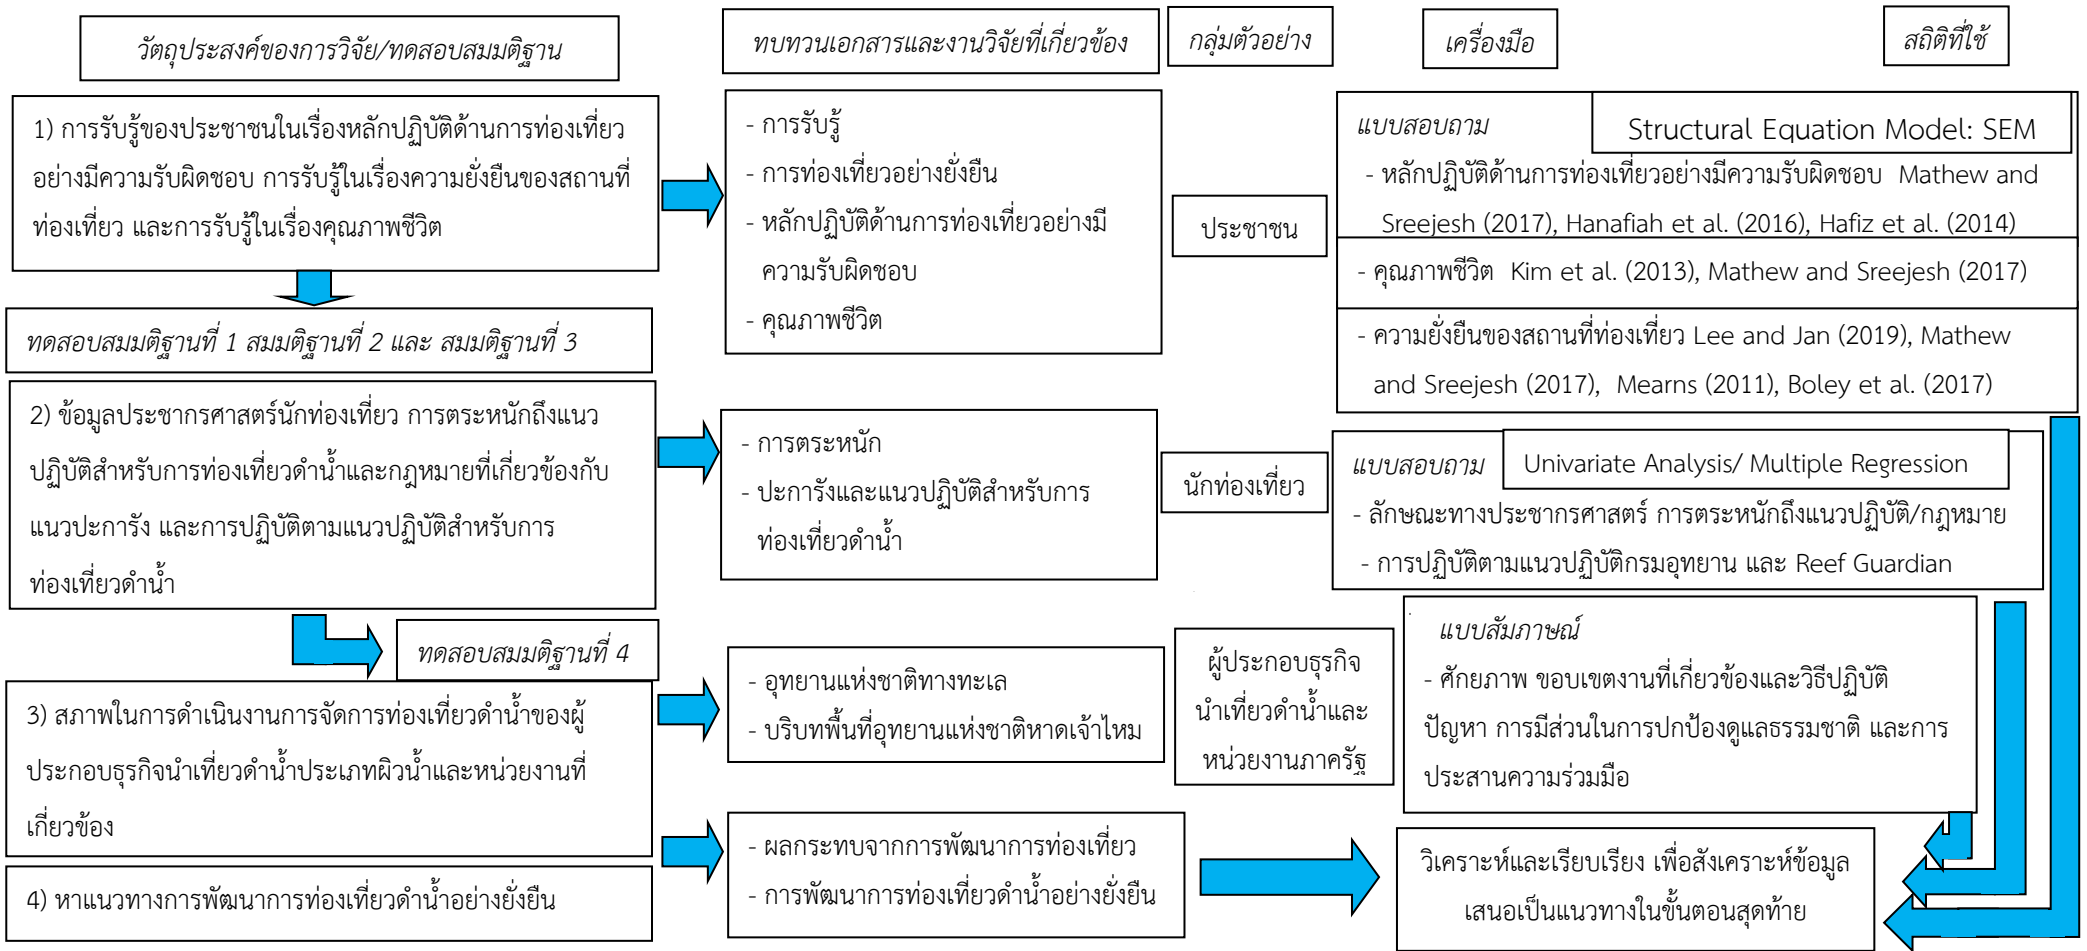 วัตถุประสงค์ของการวิจัย/ทดสอบสมมติฐาน
ทบทวนเอกสารและงานวิจัยที่เกี่ยวข้อง
กลุ่มตัวอย่าง
เครื่องมือ
สถิติที่ใช้
1) การรับรู้ของประชาชนในเรื่องหลักปฏิบัติด้านการท่องเที่ยว
อย่างมีความรับผิดชอบ การรับรู้ในเรื่องความยั่งยืนของสถานที่
ท่องเที่ยว และการรับรู้ในเรื่องคุณภาพชีวิต
- การรับรู้
- การท่องเที่ยวอย่างยั่งยืน
- หลักปฏิบัติด้านการท่องเที่ยวอย่างมี
ความรับผิดชอบ
- คุณภาพชีวิต
ประชาชน
แบบสอบถาม
Structural Equation Model: SEM
- หลักปฏิบัติด้านการท่องเที่ยวอย่างมีความรับผิดชอบ Mathew and
Sreejesh (2017), Hanafiah et al. (2016), Hafiz et al. (2014)
- คุณภาพชีวิต Kim et al. (2013), Mathew and Sreejesh (2017)
- ความยั่งยืนของสถานที่ท่องเที่ยว Lee and Jan (2019), Mathew
and Sreejesh (2017), Mearns (2011), Boley et al. (2017)
ทดสอบสมมติฐานที่ 1 สมมติฐานที่ 2 และ สมมติฐานที่ 3
2) ข้อมูลประชากรศาสตร์นักท่องเที่ยว การตระหนักถึงแนว
ปฏิบัติสำหรับการท่องเที่ยวดำน้ำและกฎหมายที่เกี่ยวข้องกับ
แนวปะการัง และการปฏิบัติตามแนวปฏิบัติสำหรับการ
ท่องเที่ยวดำน้ำ
- การตระหนัก
- ปะการังและแนวปฏิบัติสำหรับการ
ท่องเที่ยวดำน้ำ
นักท่องเที่ยว
แบบสอบถาม
Univariate Analysis/ Multiple Regression
- ลักษณะทางประชากรศาสตร์ การตระหนักถึงแนวปฏิบัติ/กฎหมาย
- การปฏิบัติตามแนวปฏิบัติกรมอุทยาน และ Reef Guardian
ทดสอบสมมติฐานที่ 4
3) สภาพในการดำเนินงานการจัดการท่องเที่ยวดำน้ำของผู้
ประกอบธุรกิจนำเที่ยวดำน้ำประเภทผิวน้ำและหน่วยงานที่
เกี่ยวข้อง
- อุทยานแห่งชาติทางทะเล
- บริบทพื้นที่อุทยานแห่งชาติหาดเจ้าไหม
ผู้ประกอบธุรกิจ
นำเที่ยวดำน้ำและ
หน่วยงานภาครัฐ
แบบสัมภาษณ์
- ศักยภาพ ขอบเขตงานที่เกี่ยวข้องและวิธีปฏิบัติ
ปัญหา การมีส่วนในการปกป้องดูแลธรรมชาติ และการ
ประสานความร่วมมือ
4) หาแนวทางการพัฒนาการท่องเที่ยวดำน้ำอย่างยั่งยืน
- ผลกระทบจากการพัฒนาการท่องเที่ยว
- การพัฒนาการท่องเที่ยวดำน้ำอย่างยั่งยืน
วิเคราะห์และเรียบเรียง เพื่อสังเคราะห์ข้อมูล
เสนอเป็นแนวทางในขั้นตอนสุดท้าย